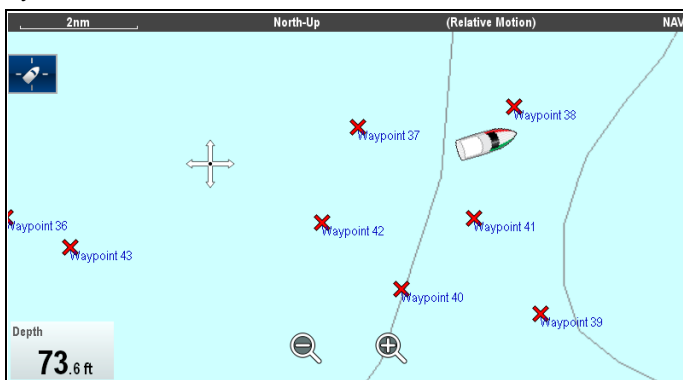 2nm North-Up (Relative Motion) NAV
Waypoint 38
Waypoint 37
Waypoint 36
Waypoint 42
Waypoint 41
Waypoint 43
Waypoint 40
Waypoint 39
Depth
73.6 ft